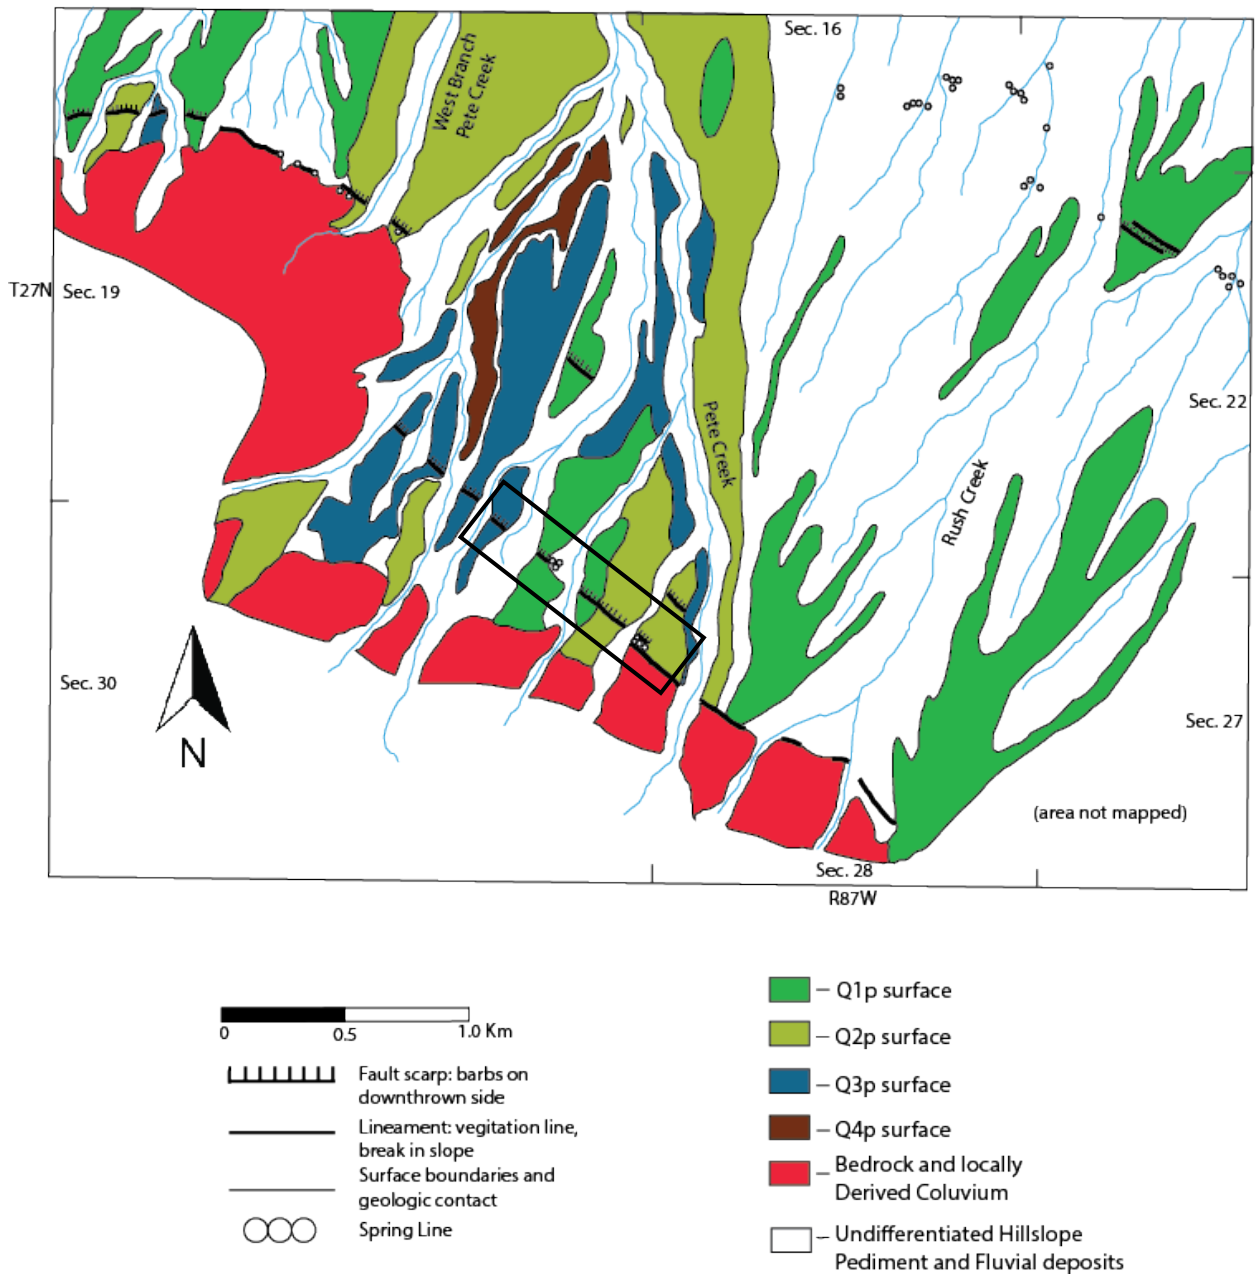 Sec. 16
West Branch
Pete Creek
T27N
Sec. 19
Sec. 22
Pete Creek
Rush Creek
Sec. 30
N
Sec. 27
(area not mapped)
Sec. 28
R87W
0 0.5 1.0 Km
Fault scarp: barbs on
downthrown side
Lineament: vegitation line,
break in slope
Surface boundaries and
geologic contact
Spring Line
– Q1p surface
– Q2p surface
– Q3p surface
– Q4p surface
– Bedrock and locally
Derived Coluvium
– Undifferentiated Hillslope
Pediment and Fluvial deposits